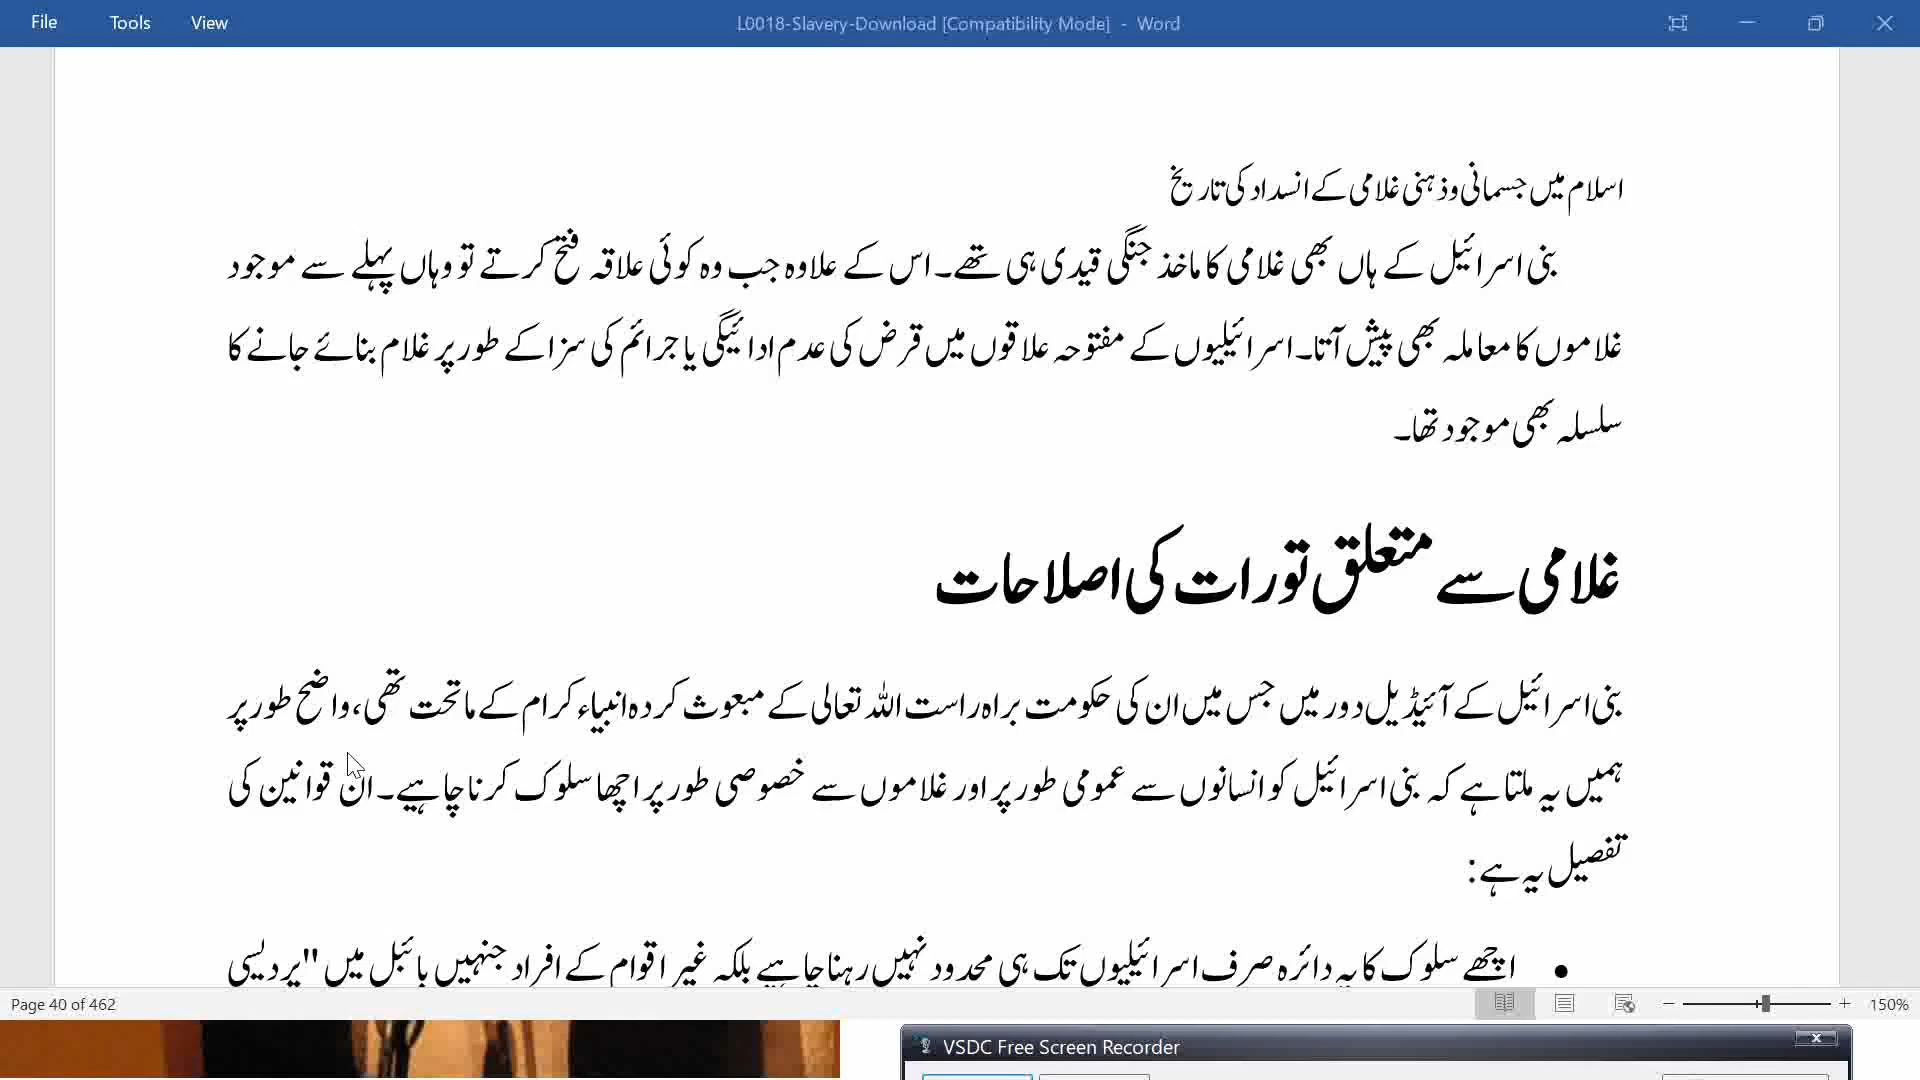 File Tools View L0018-Slavery-Download [Compatibility Mode] - Word
اسلام میں جسمانی و ذہنی غلامی کے انسداد کی تاریخ
بنی اسرائیل کے ہاں بھی غلامی کا ماخذ جنگی قیدی ہی تھے۔ اس کے علاوہ جب وہ کوئی علاقہ فتح کرتے تو وہاں پہلے سے موجود
غلاموں کا معاملہ بھی پیش آتا۔ اسرائیلیوں کے مفتوحہ علاقوں میں قرض کی عدم ادائیگی یا جرائم کی سزا کے طور پر غلام بنائے جانے کا
سلسلہ بھی موجود تھا۔
غلامی سے متعلق تورات کی اصلاحات
بنی اسرائیل کے آئیڈیل دور میں جس میں ان کی حکومت براہ راست اللہ تعالی کے مبعوث کردہ انبیاء کرام کے ماتحت تھی، واضح طور پر
ہمیں یہ ملتا ہے کہ بنی اسرائیل کو انسانوں سے عمومی طور پر اور غلاموں سے خصوصی طور پر اچھا سلوک کرنا چاہیے۔ ان قوانین کی
تفصیل یہ ہے:
• اچھے سلوک کا یہ دائرہ صرف اسرائیلیوں تک ہی محدود نہیں رہنا چاہیے بلکہ غیر اقوام کے افراد جنہیں بائبل میں "پردیسی
Page 40 of 462 150%
VSDC Free Screen Recorder